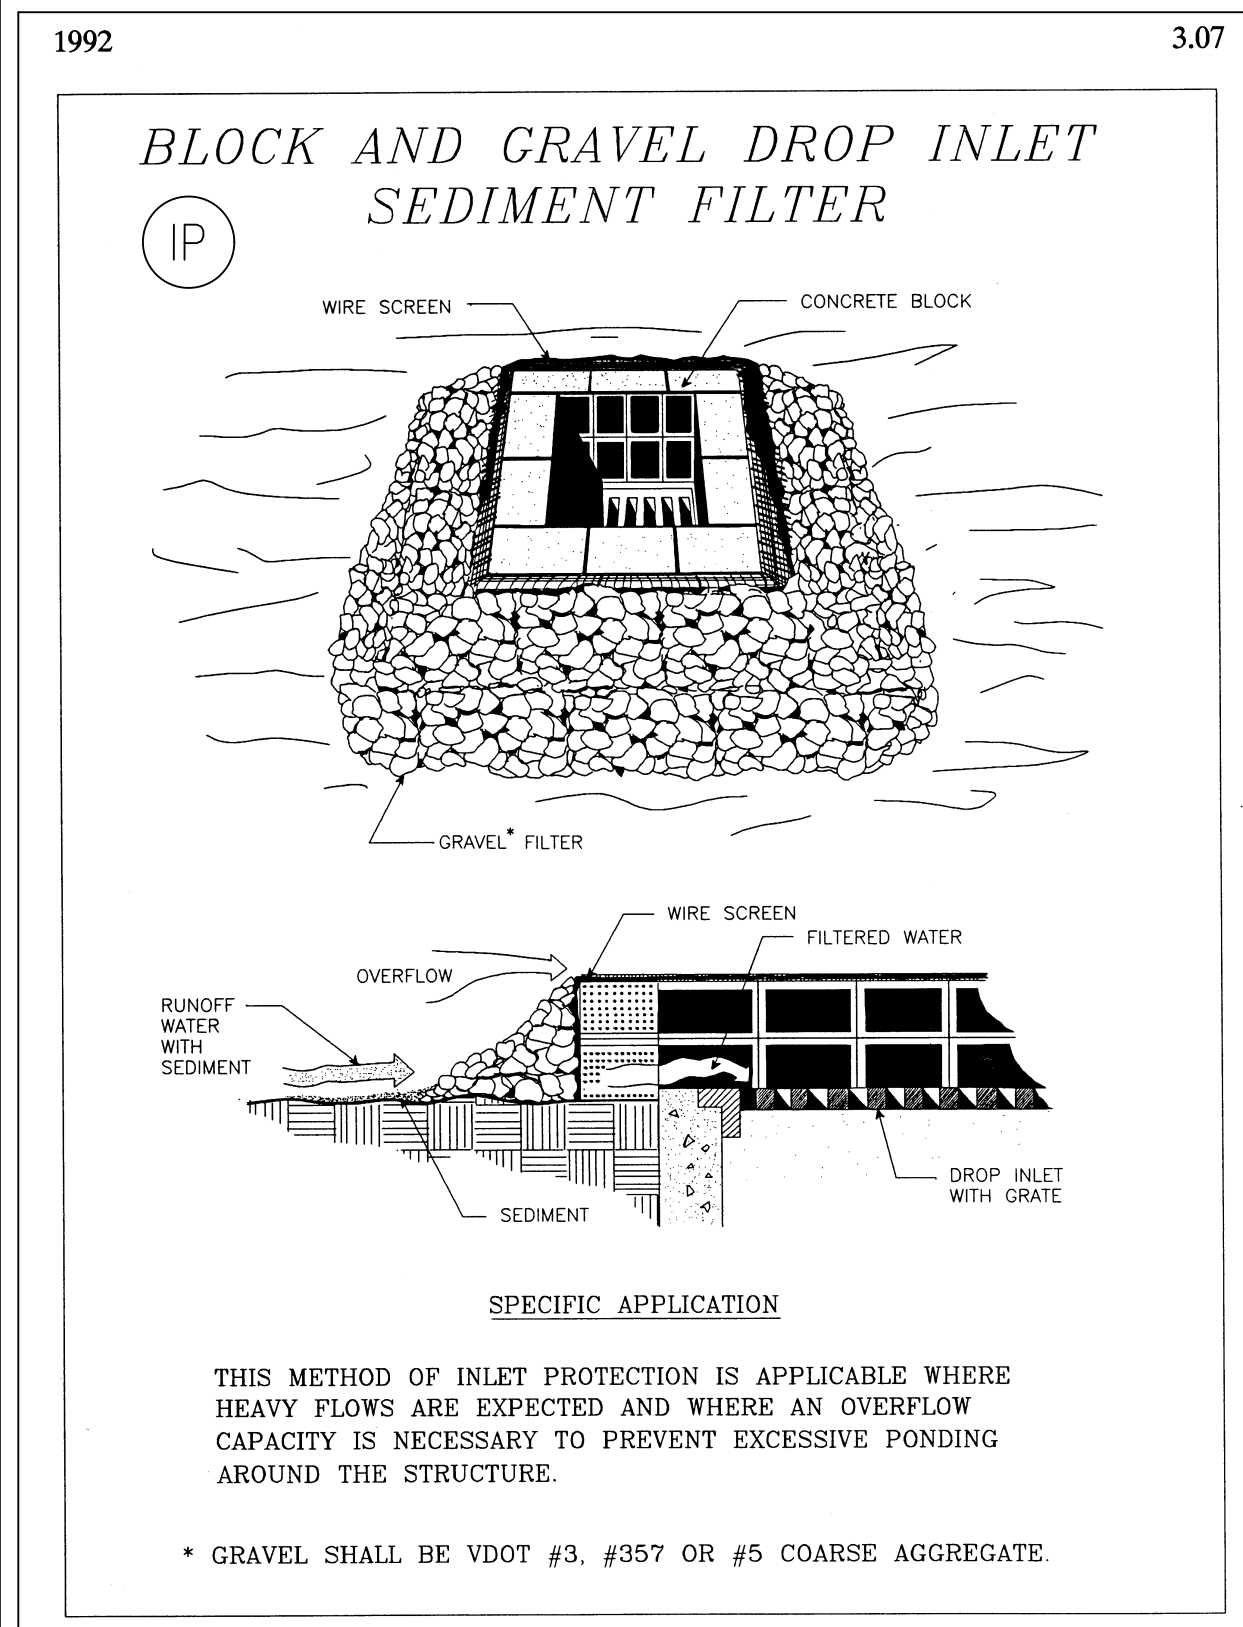 1992
3.07
BLOCK AND GRAVEL DROP INLET
SEDIMENT FILTER
IP
WIRE SCREEN
CONCRETE BLOCK
GRAVEL* FILTER
WIRE SCREEN
FILTERED WATER
OVERFLOW
RUNOFF
WATER
WITH
SEDIMENT
DROP INLET
WITH GRATE
SEDIMENT
SPECIFIC APPLICATION
THIS METHOD OF INLET PROTECTION IS APPLICABLE WHERE
HEAVY FLOWS ARE EXPECTED AND WHERE AN OVERFLOW
CAPACITY IS NECESSARY TO PREVENT EXCESSIVE PONDING
AROUND THE STRUCTURE.
* GRAVEL SHALL BE VDOT #3, #357 OR #5 COARSE AGGREGATE.